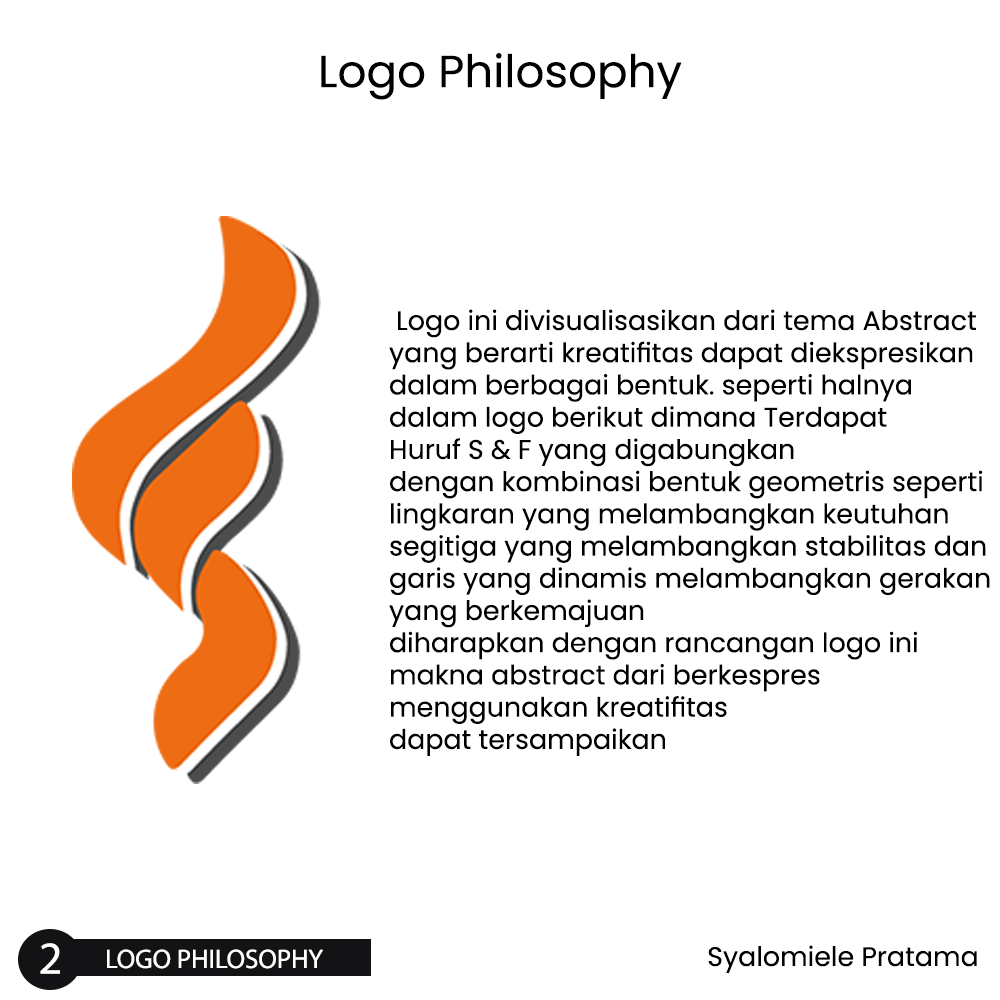 Logo Philosophy
Logo ini divisualisasikan dari tema Abstract
yang berarti kreatifitas dapat diekspresikan
dalam berbagai bentuk. seperti halnya
dalam logo berikut dimana Terdapat
Huruf S & F yang digabungkan
dengan kombinasi bentuk geometris seperti
lingkaran yang melambangkan keutuhan
segitiga yang melambangkan stabilitas dan
garis yang dinamis melambangkan gerakan
yang berkemajuan
diharapkan dengan rancangan logo ini
makna abstract dari berkespres
menggunakan kreatifitas
dapat tersampaikan
2 LOGO PHILOSOPHY
Syalomiele Pratama